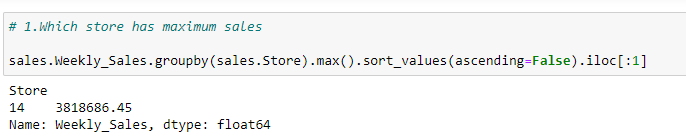 # 1.Which store has maximum sales
sales.Weekly_Sales.groupby(sales.Store).max().sort_values(ascending=False).iloc[:1]
Store
14    3818686.45
Name: Weekly_Sales, dtype: float64